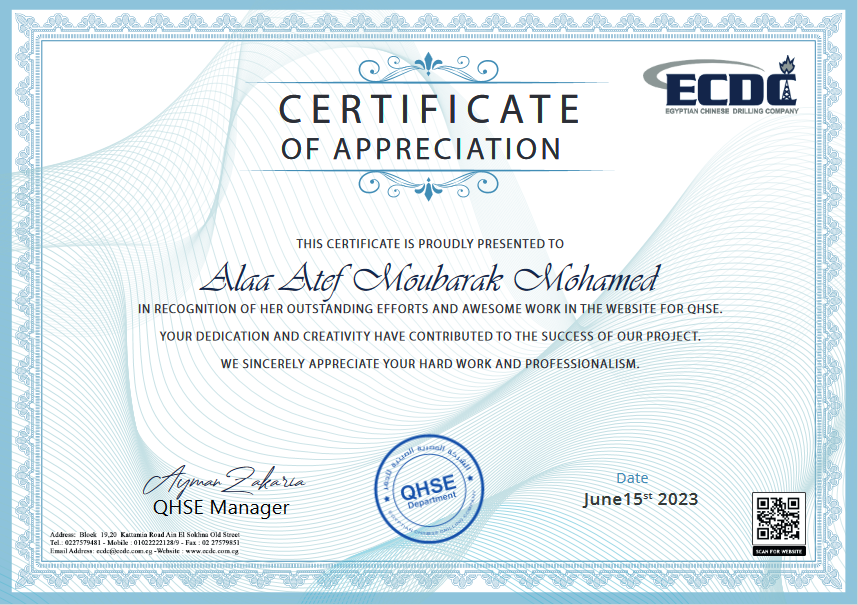 CERTIFICATE
OF APPRECIATION
ECDC
EGYPTIAN CHINESE DRILLING COMPANY
THIS CERTIFICATE IS PROUDLY PRESENTED TO
Alaa Atef Moubarak Mohamed
IN RECOGNITION OF HER OUTSTANDING EFFORTS AND AWESOME WORK IN THE WEBSITE FOR QHSE.
YOUR DEDICATION AND CREATIVITY HAVE CONTRIBUTED TO THE SUCCESS OF OUR PROJECT.
WE SINCERELY APPRECIATE YOUR HARD WORK AND PROFESSIONALISM.
Ayman Zakaria
QHSE Manager
الشركة المصرية الصينية للحفر
QHSE
Department
EGYPTIAN CHINESE DRILLING COMPANY
Date
June15st 2023
Address: Block 19,20 Kattamia Road Ain El Sokhna Old Street
Tel.: 0227579481 - Mobile : 01022222128/9 - Fax : 02 27579851
Email Address: ecdc@ecdc.com.eg -Website : www.ecdc.com.eg
SCAN FOR WEBSITE